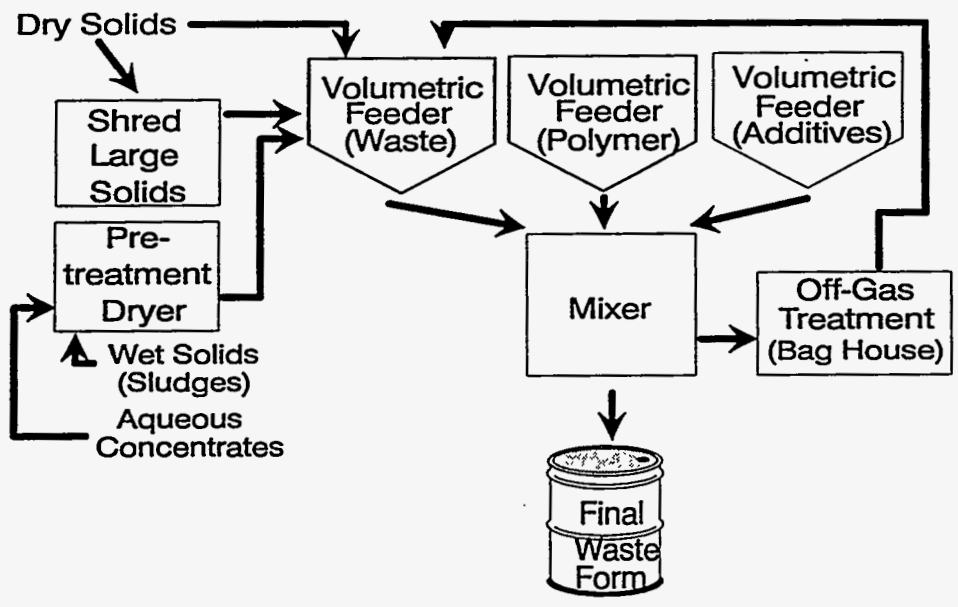 Dry Solids
Shred
Large
Solids
Pre-
treatment
Dryer
Wet Solids
(Sludges)
Aqueous
Concentrates
Volumetric
Feeder
(Waste)
Volumetric
Feeder
(Polymer)
Volumetric
Feeder
(Additives)
Mixer
Off-Gas
Treatment
(Bag House)
Final
Waste
Form